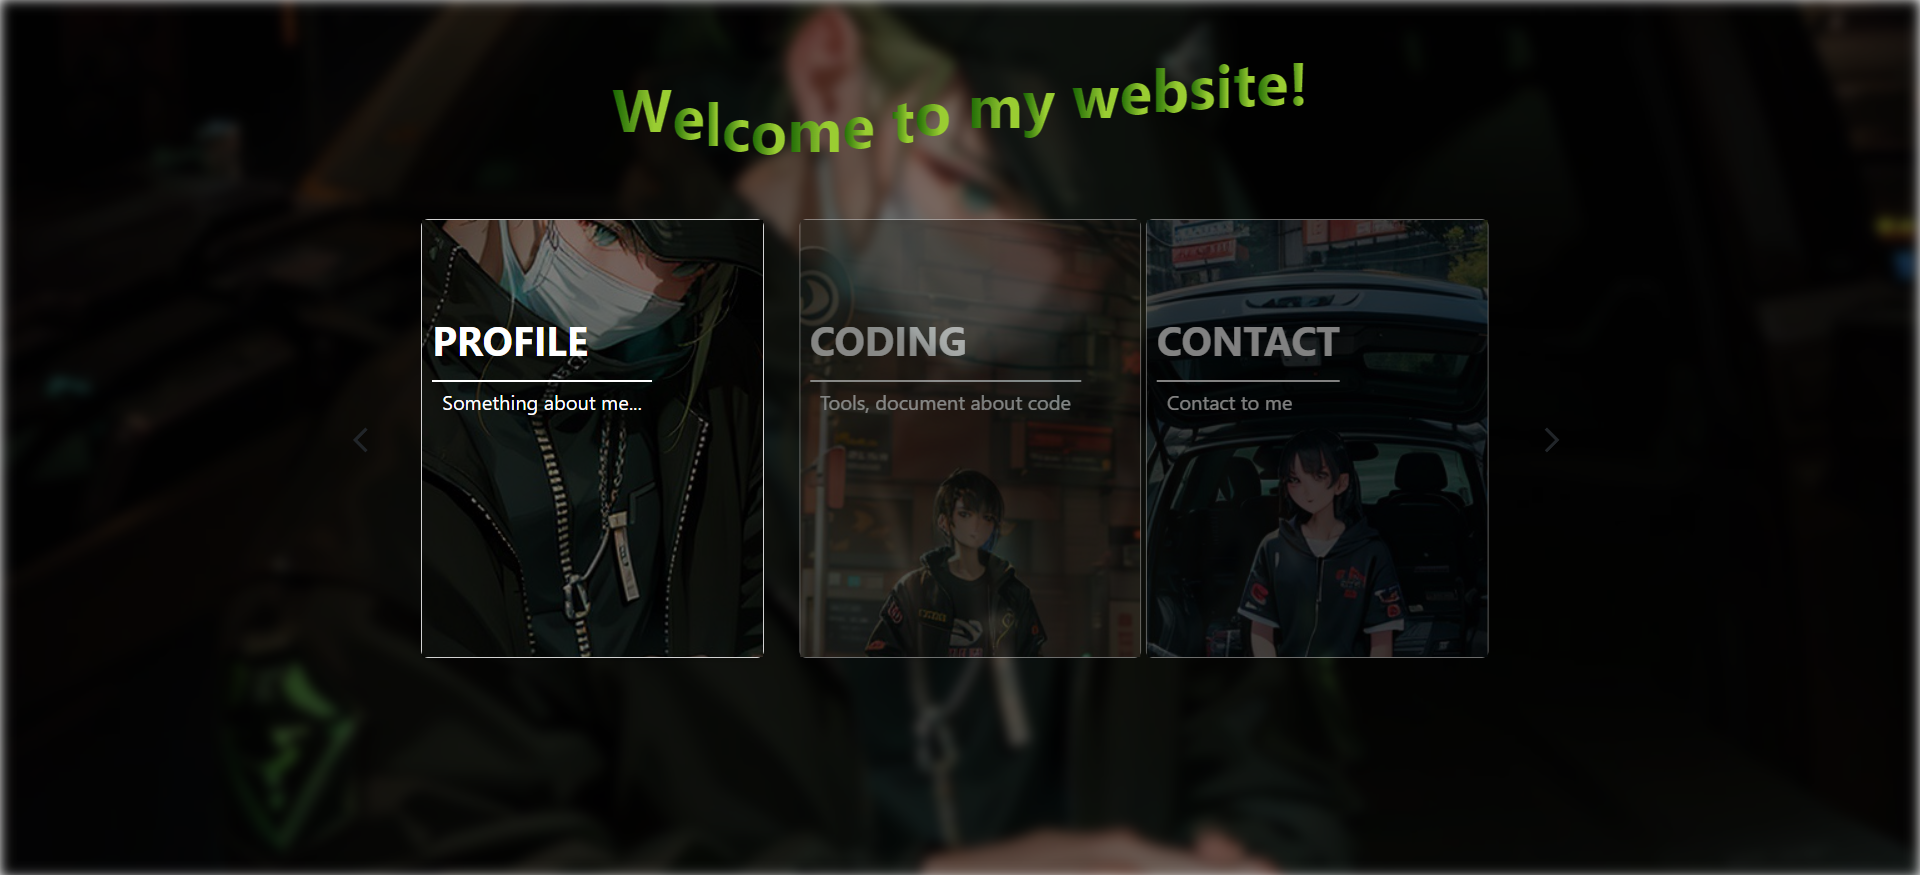 Welcome to my website!
PROFILE
Something about me...
CODING
Tools, document about code
CONTACT
Contact to me